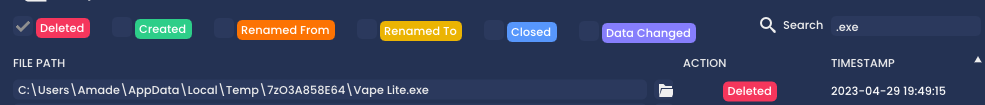 Deleted Created Renamed From Renamed To Closed Data Changed Search .exe
FILE PATH ACTION TIMESTAMP
C:\Users\Amade\AppData\Local\Temp\7zO3A858E64\Vape Lite.exe Deleted 2023-04-29 19:49:15